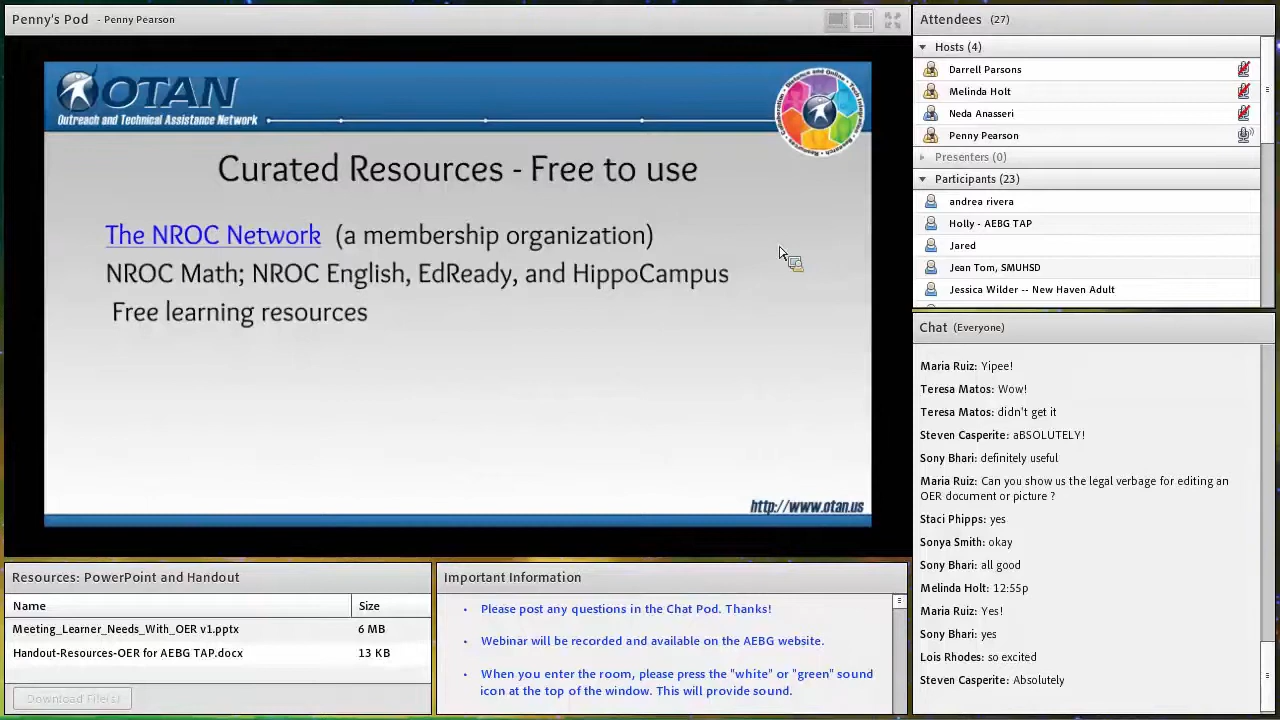 Penny's Pod - Penny Pearson
OTAN
Outreach and Technical Assistance Network
Curated Resources - Free to use
The NROC Network (a membership organization)
NROC Math; NROC English, EdReady, and HippoCampus
Free learning resources
http://www.otan.us
Attendees (27)
Hosts (4)
Darrell Parsons
Melinda Holt
Neda Anasseri
Penny Pearson
Presenters (0)
Participants (23)
andrea rivera
Holly - AEBG TAP
Jared
Jean Tom, SMUHSD
Jessica Wilder -- New Haven Adult
Chat (Everyone)
Maria Ruiz: Yipee!
Teresa Matos: Wow!
Teresa Matos: didn't get it
Steven Casperite: aBSOLUTELY!
Sony Bhari: definitely useful
Maria Ruiz: Can you show us the legal verbage for editing an
OER document or picture ?
Staci Phipps: yes
Sonya Smith: okay
Sony Bhari: all good
Melinda Holt: 12:55p
Maria Ruiz: Yes!
Sony Bhari: yes
Lois Rhodes: so excited
Steven Casperite: Absolutely
Resources: PowerPoint and Handout
Name Size
Meeting_Learner_Needs_With_OER v1.pptx 6 MB
Handout-Resources-OER for AEBG TAP.docx 13 KB
Download File(s)
Important Information
• Please post any questions in the Chat Pod. Thanks!
• Webinar will be recorded and available on the AEBG website.
• When you enter the room, please press the "white" or "green" sound
icon at the top of the window. This will provide sound.